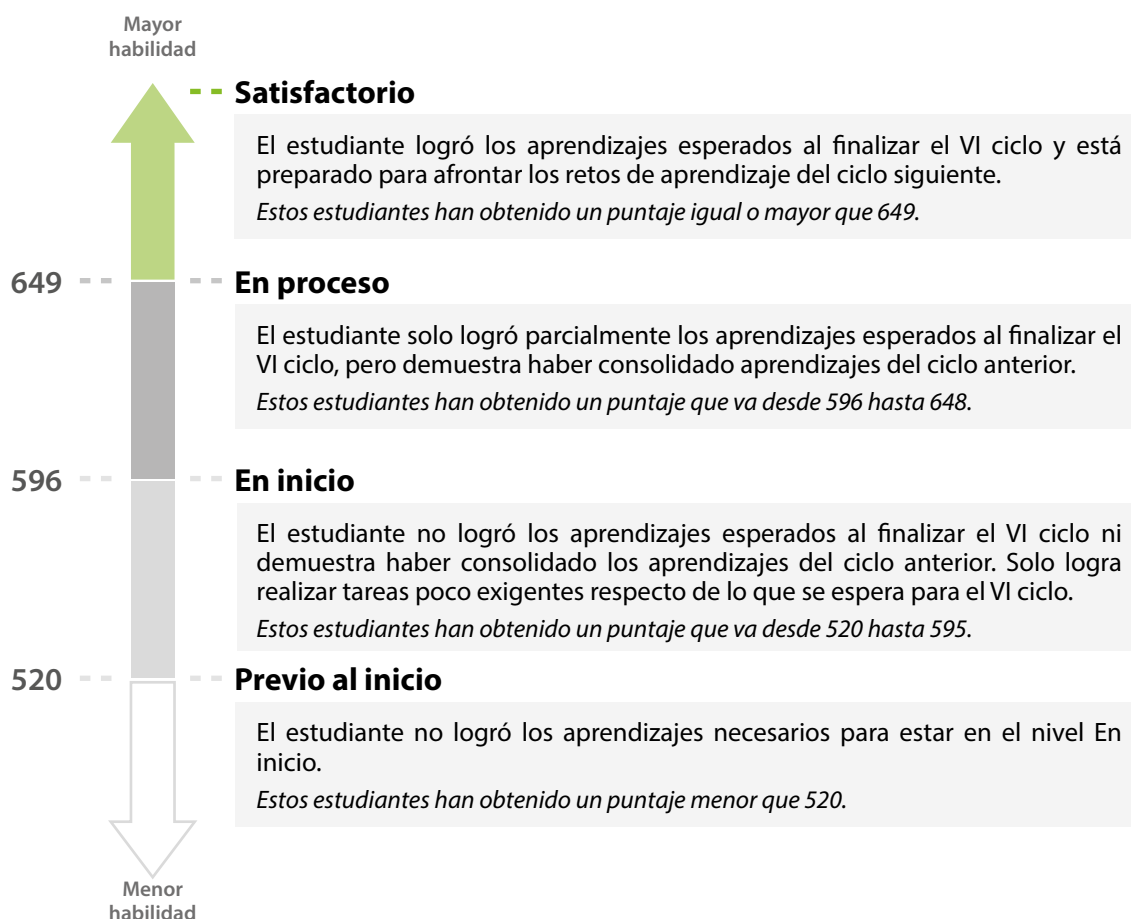 Mayor
habilidad
Satisfactorio
El estudiante logró los aprendizajes esperados al finalizar el VI ciclo y está
preparado para afrontar los retos de aprendizaje del ciclo siguiente.
Estos estudiantes han obtenido un puntaje igual o mayor que 649.
649
En proceso
El estudiante solo logró parcialmente los aprendizajes esperados al finalizar el
VI ciclo, pero demuestra haber consolidado aprendizajes del ciclo anterior.
Estos estudiantes han obtenido un puntaje que va desde 596 hasta 648.
596
En inicio
El estudiante no logró los aprendizajes esperados al finalizar el VI ciclo ni
demuestra haber consolidado los aprendizajes del ciclo anterior. Solo logra
realizar tareas poco exigentes respecto de lo que se espera para el VI ciclo.
Estos estudiantes han obtenido un puntaje que va desde 520 hasta 595.
520
Previo al inicio
El estudiante no logró los aprendizajes necesarios para estar en el nivel En
inicio.
Estos estudiantes han obtenido un puntaje menor que 520.
Menor
habilidad